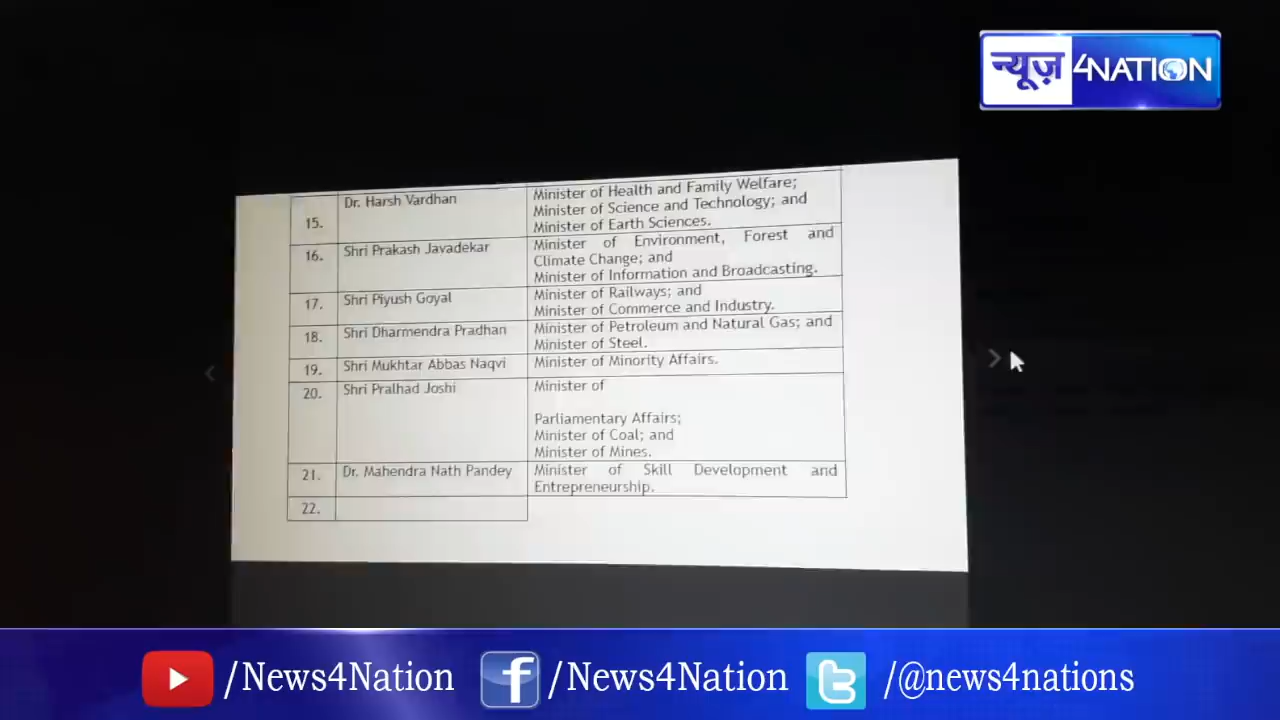 न्यूज़ 4NATION
Dr. Harsh Vardhan
Minister of Health and Family Welfare;
15.
Minister of Science and Technology; and
Minister of Earth Sciences.
16.
Shri Prakash Javadekar
Minister of Environment, Forest and
Climate Change; and
Minister of Information and Broadcasting.
17.
Shri Piyush Goyal
Minister of Railways; and
Minister of Commerce and Industry.
18.
Shri Dharmendra Pradhan
Minister of Petroleum and Natural Gas; and
Minister of Steel.
19.
Shri Mukhtar Abbas Naqvi
Minister of Minority Affairs.
20.
Shri Pralhad Joshi
Minister of
Parliamentary Affairs;
Minister of Coal; and
Minister of Mines.
21.
Dr. Mahendra Nath Pandey
Minister of Skill Development and
Entrepreneurship.
22.
/News4Nation
/News4Nation
/@news4nations